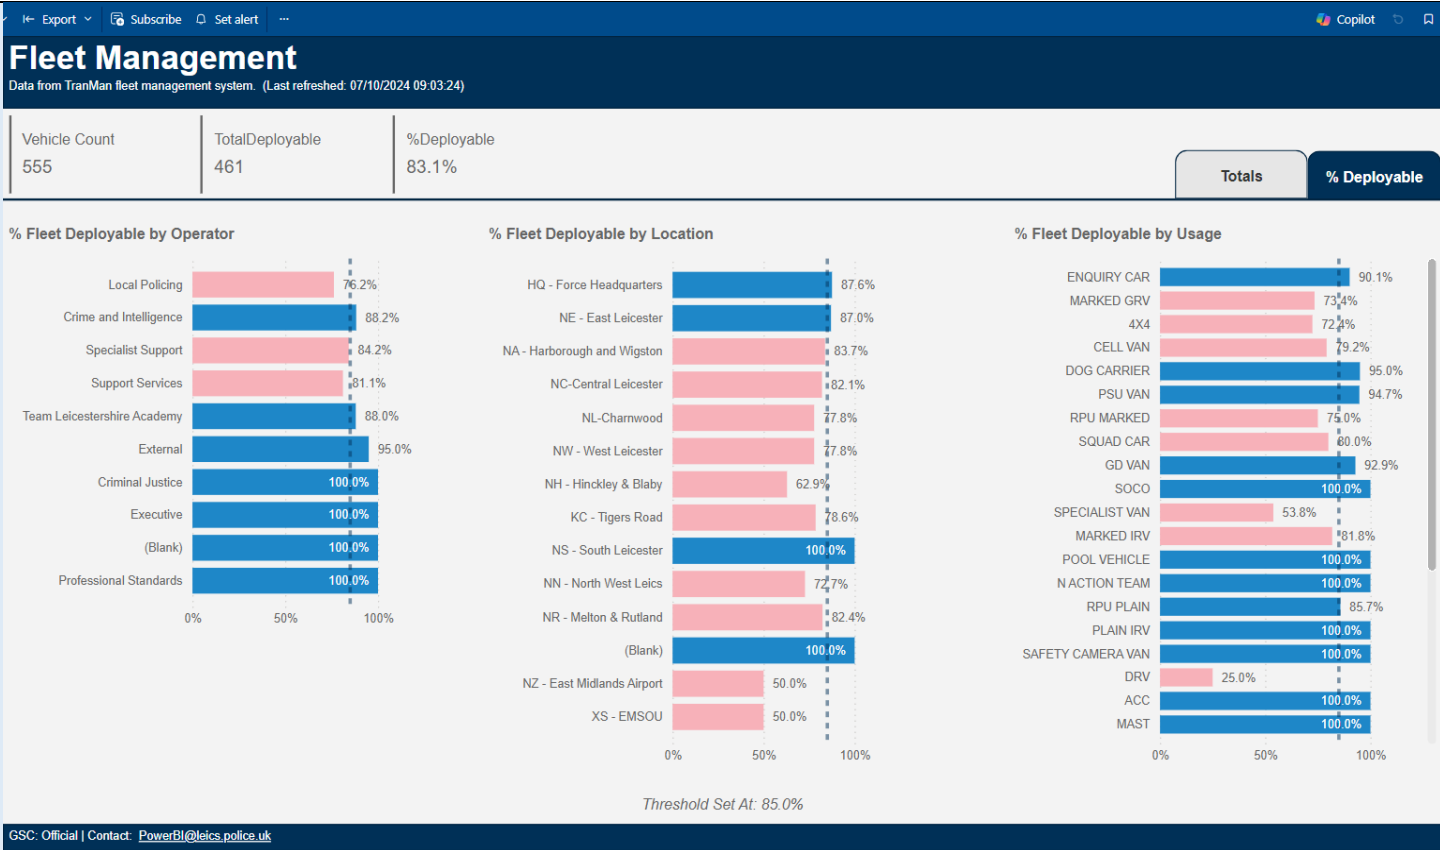 Export
Subscribe
Set alert
...
Copilot
Fleet Management
Data from TranMan fleet management system. (Last refreshed: 07/10/2024 09:03:24)
Vehicle Count
555
TotalDeployable
461
%Deployable
83.1%
Totals
% Deployable
% Fleet Deployable by Operator
Local Policing 76.2%
Crime and Intelligence 88.2%
Specialist Support 84.2%
Support Services 81.1%
Team Leicestershire Academy 88.0%
External 95.0%
Criminal Justice 100.0%
Executive 100.0%
(Blank) 100.0%
Professional Standards 100.0%
0% 50% 100%
% Fleet Deployable by Location
HQ - Force Headquarters 87.6%
NE - East Leicester 87.0%
NA - Harborough and Wigston 83.7%
NC-Central Leicester 82.1%
NL-Charnwood 77.8%
NW - West Leicester 77.8%
NH - Hinckley & Blaby 62.9%
KC - Tigers Road 78.6%
NS - South Leicester 100.0%
NN - North West Leics 72.7%
NR - Melton & Rutland 82.4%
(Blank) 100.0%
NZ - East Midlands Airport 50.0%
XS - EMSOU 50.0%
0% 50% 100%
% Fleet Deployable by Usage
ENQUIRY CAR 90.1%
MARKED GRV 73.4%
4X4 72.4%
CELL VAN 79.2%
DOG CARRIER 95.0%
PSU VAN 94.7%
RPU MARKED 75.0%
SQUAD CAR 80.0%
GD VAN 92.9%
SOCO 100.0%
SPECIALIST VAN 53.8%
MARKED IRV 81.8%
POOL VEHICLE 100.0%
N ACTION TEAM 100.0%
RPU PLAIN 85.7%
PLAIN IRV 100.0%
SAFETY CAMERA VAN 100.0%
DRV 25.0%
ACC 100.0%
MAST 100.0%
0% 50% 100%
Threshold Set At: 85.0%
GSC: Official | Contact: PowerBI@leics.police.uk